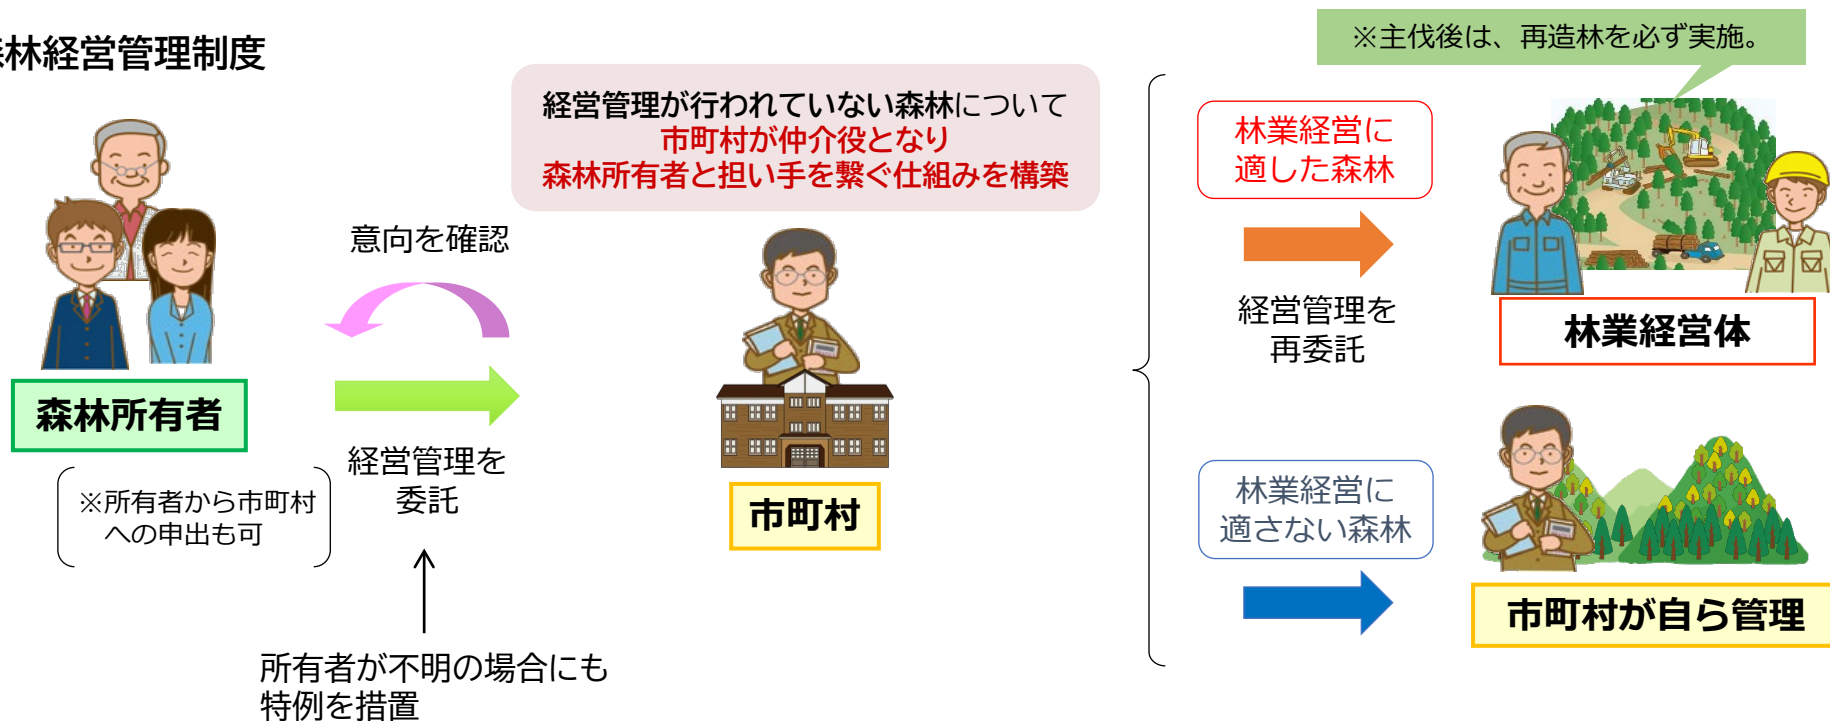 林経営管理制度
※主伐後は、再造林を必ず実施。
経営管理が行われていない森林について
市町村が仲介役となり
森林所有者と担い手を繋ぐ仕組みを構築
意向を確認
森林所有者
※所有者から市町村
への申出も可
経営管理を
委託
所有者が不明の場合にも
特例を措置
市町村
林業経営に
適した森林
経営管理を
再委託
林業経営体
林業経営に
適さない森林
市町村が自ら管理